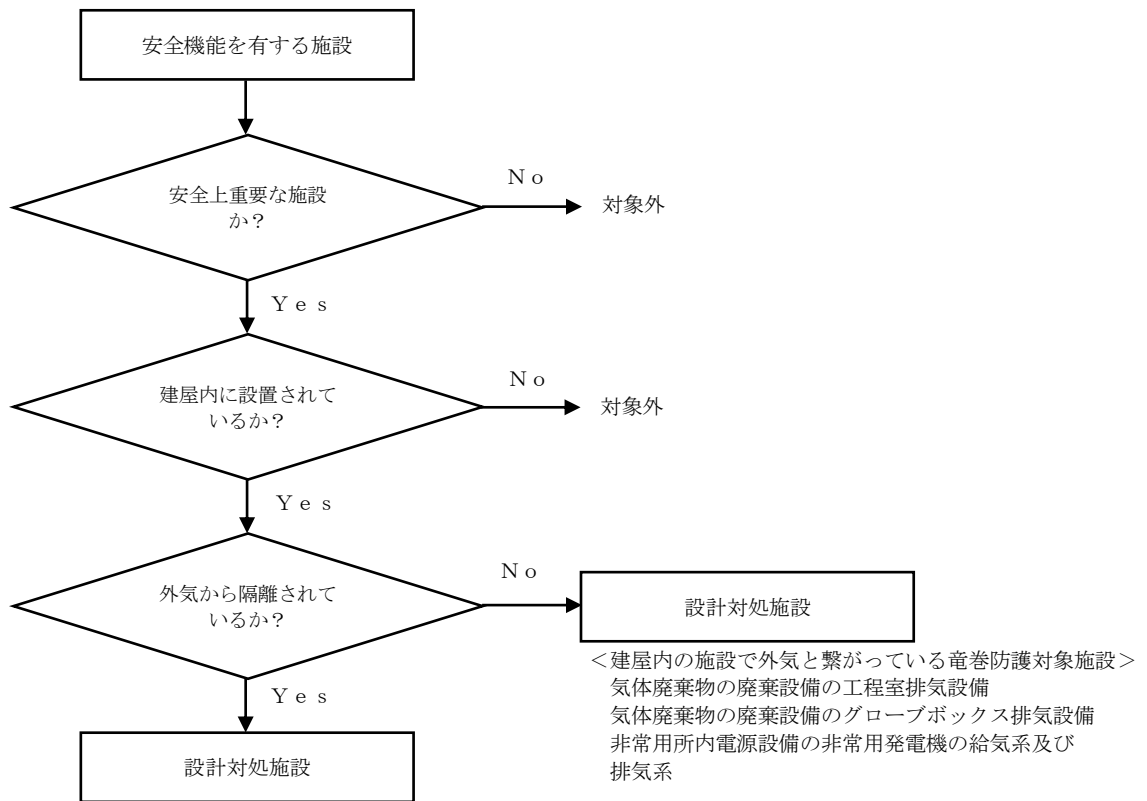 安全機能を有する施設
安全上重要な施設
か？
Ｎｏ
対象外
Ｙｅｓ
建屋内に設置されて
いるか？
Ｎｏ
対象外
Ｙｅｓ
外気から隔離されて
いるか？
Ｎｏ
設計対処施設
＜建屋内の施設で外気と繋がっている竜巻防護対象施設＞
気体廃棄物の廃棄設備の工程室排気設備
気体廃棄物の廃棄設備のグローブボックス排気設備
非常用所内電源設備の非常用発電機の給気系及び
排気系
Ｙｅｓ
設計対処施設